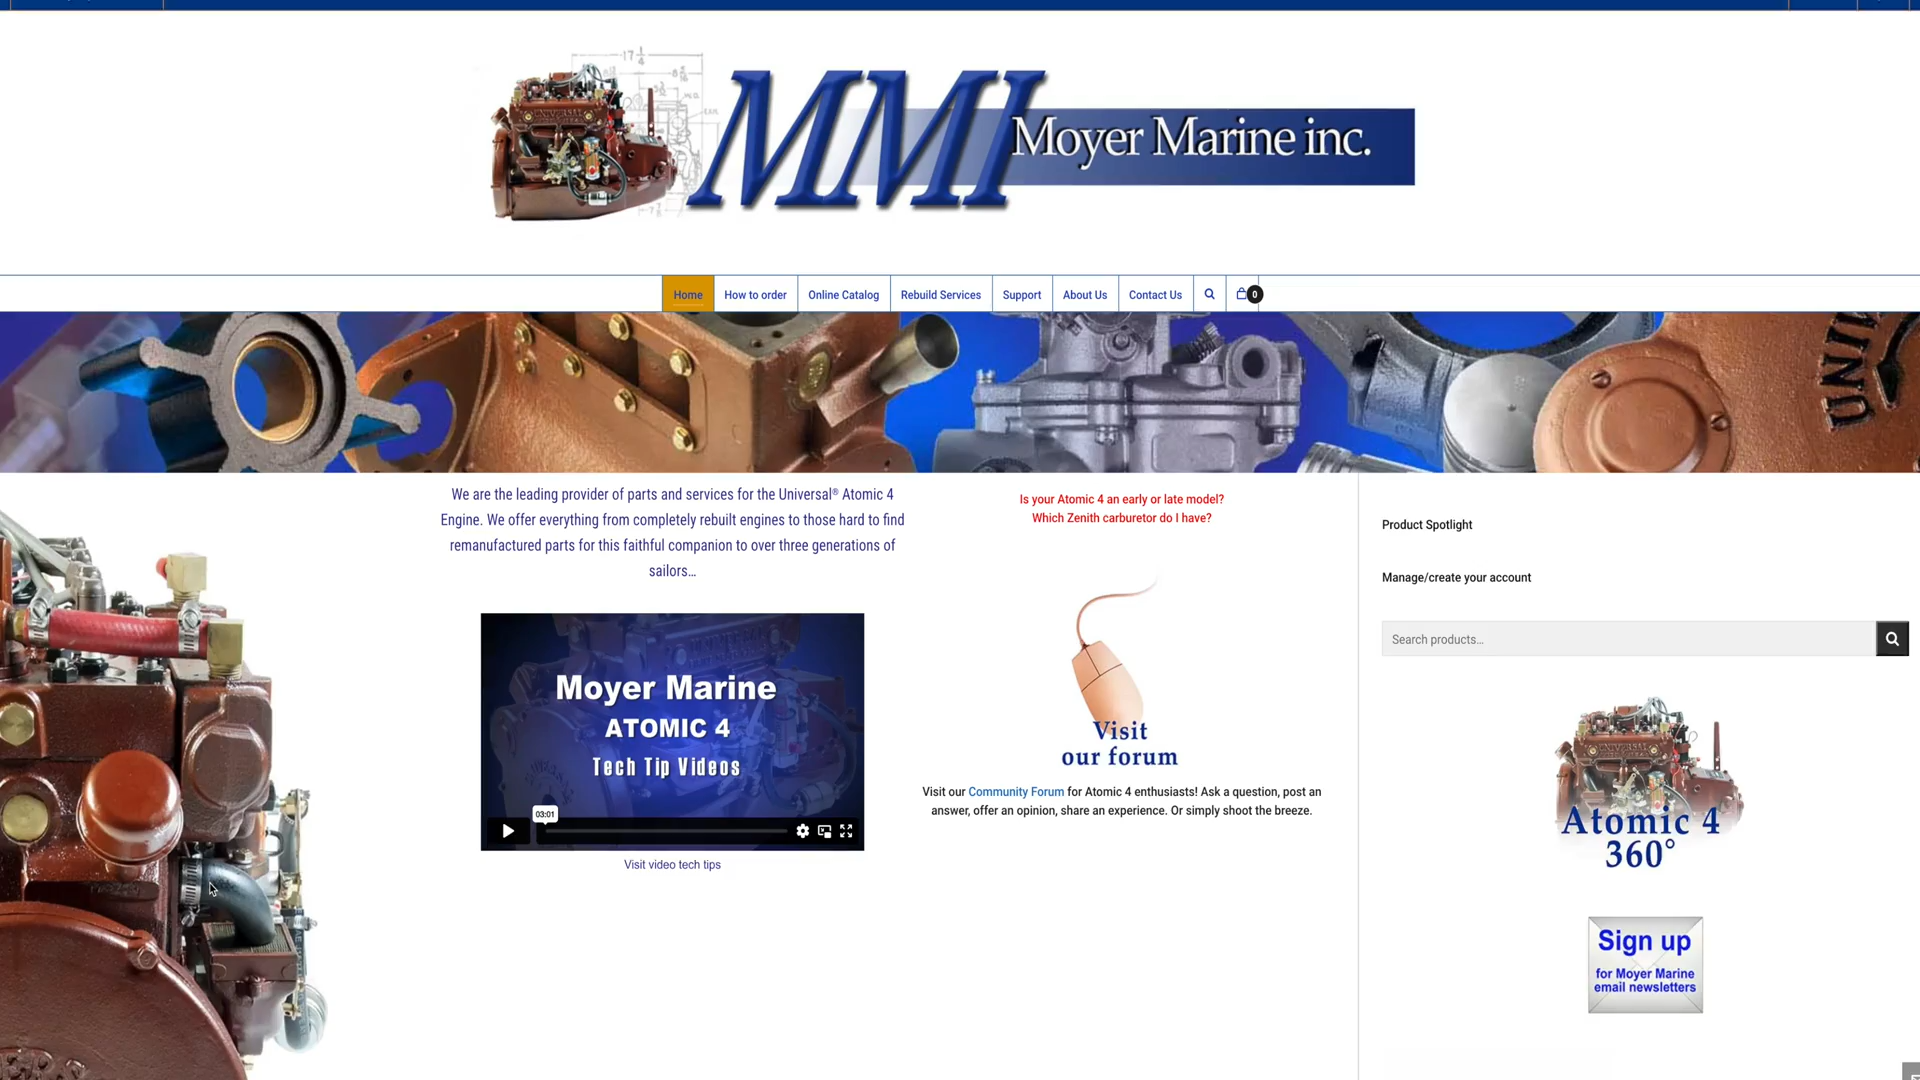 17 1/4
MMI Moyer Marine inc.
Home
How to order
Online Catalog
Rebuild Services
Support
About Us
Contact Us
0
We are the leading provider of parts and services for the Universal® Atomic 4
Engine. We offer everything from completely rebuilt engines to those hard to find
remanufactured parts for this faithful companion to over three generations of
sailors...
Moyer Marine
ATOMIC 4
Tech Tip Videos
03:01
Visit video tech tips
Is your Atomic 4 an early or late model?
Which Zenith carburetor do I have?
Visit
our forum
Visit our Community Forum for Atomic 4 enthusiasts! Ask a question, post an
answer, offer an opinion, share an experience. Or simply shoot the breeze.
Product Spotlight
Manage/create your account
Search products...
Atomic 4
360°
Sign up
for Moyer Marine
email newsletters